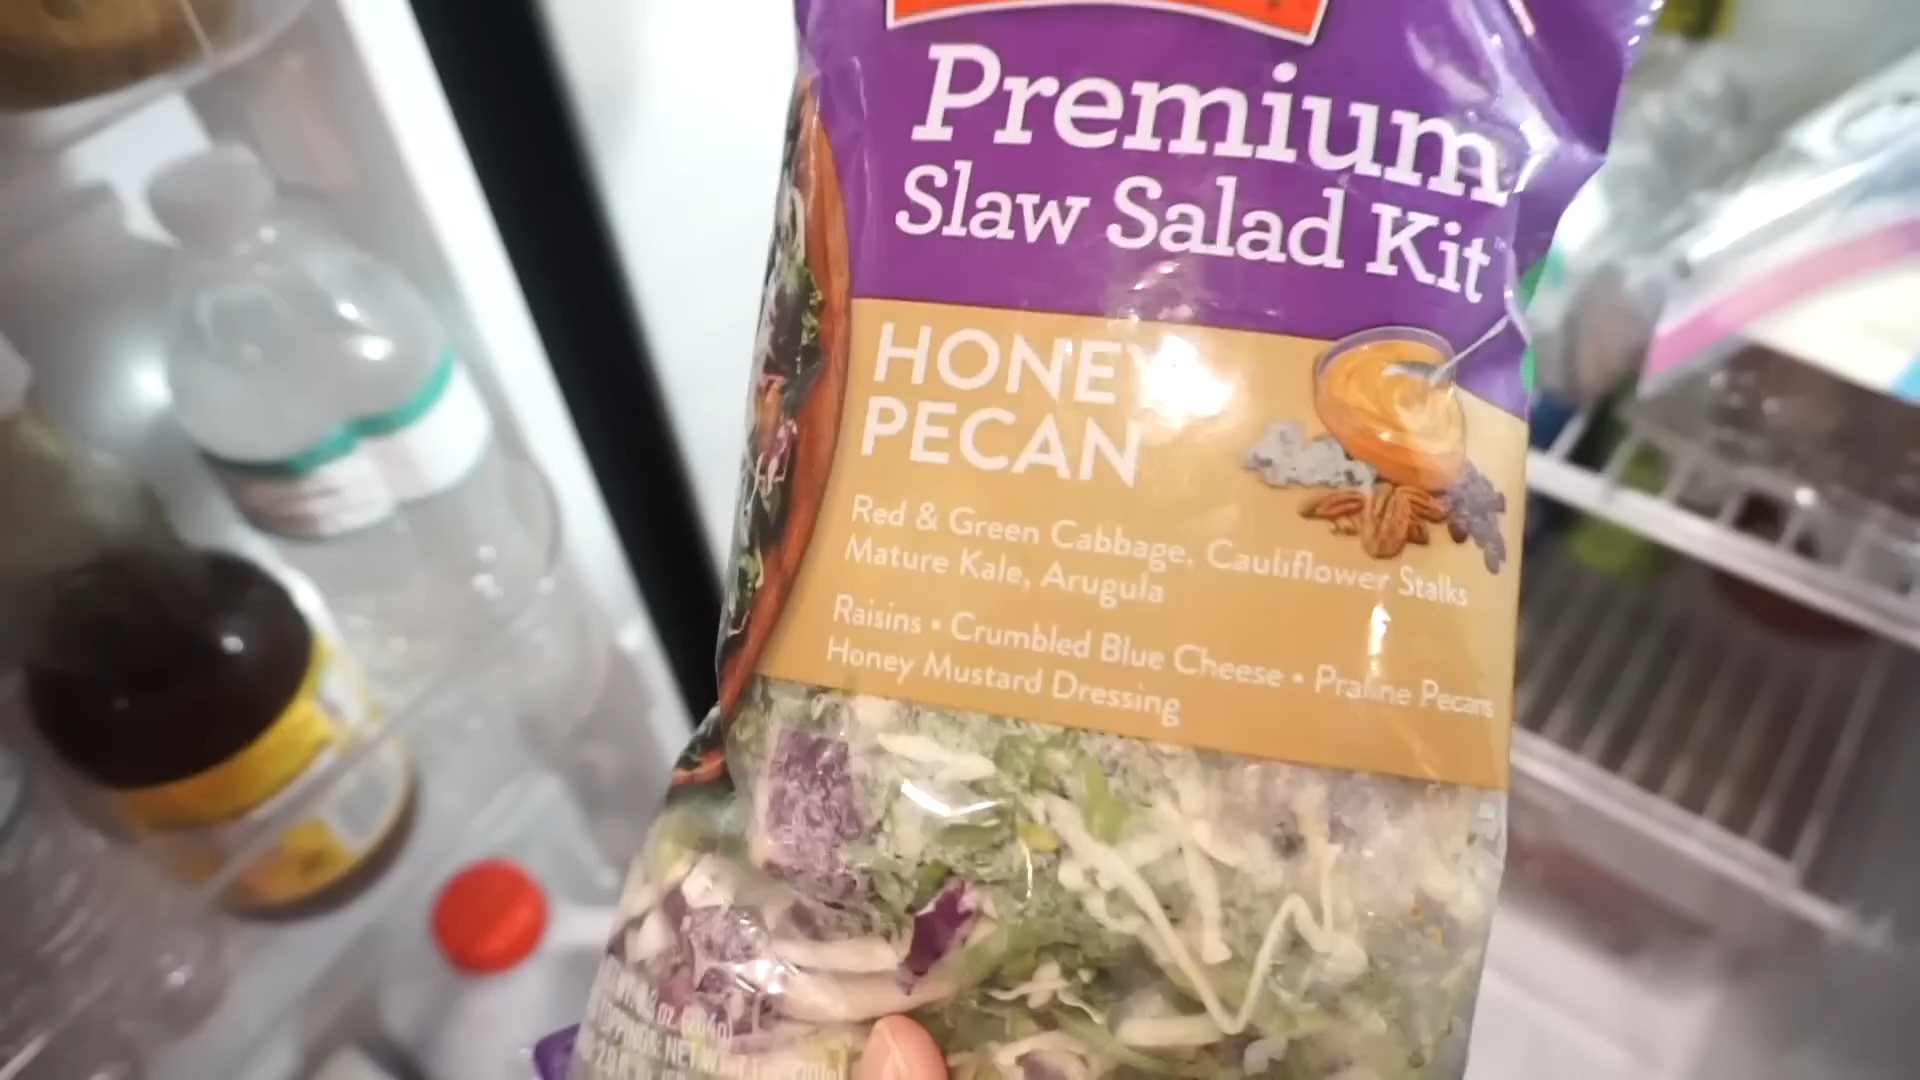 Premium
Slaw Salad Kit
HONEY
PECAN
Red & Green Cabbage, Cauliflower Stalks
Mature Kale, Arugula
Raisins • Crumbled Blue Cheese • Praline Pecans
Honey Mustard Dressing